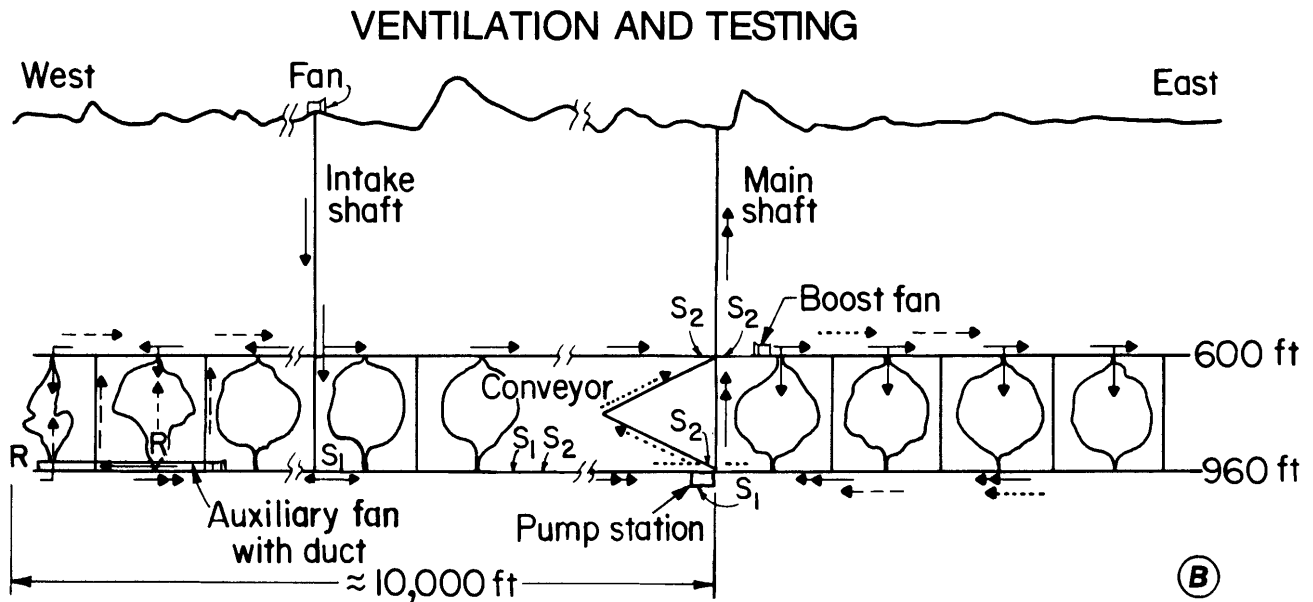 VENTILATION AND TESTING
West
Fan
East
Intake
shaft
Main
shaft
S2
S2
Boost fan
600 ft
Conveyor
R
R
S1
S1
S2
S2
960 ft
Auxiliary fan
with duct
Pump station
S1
≈ 10,000 ft
B